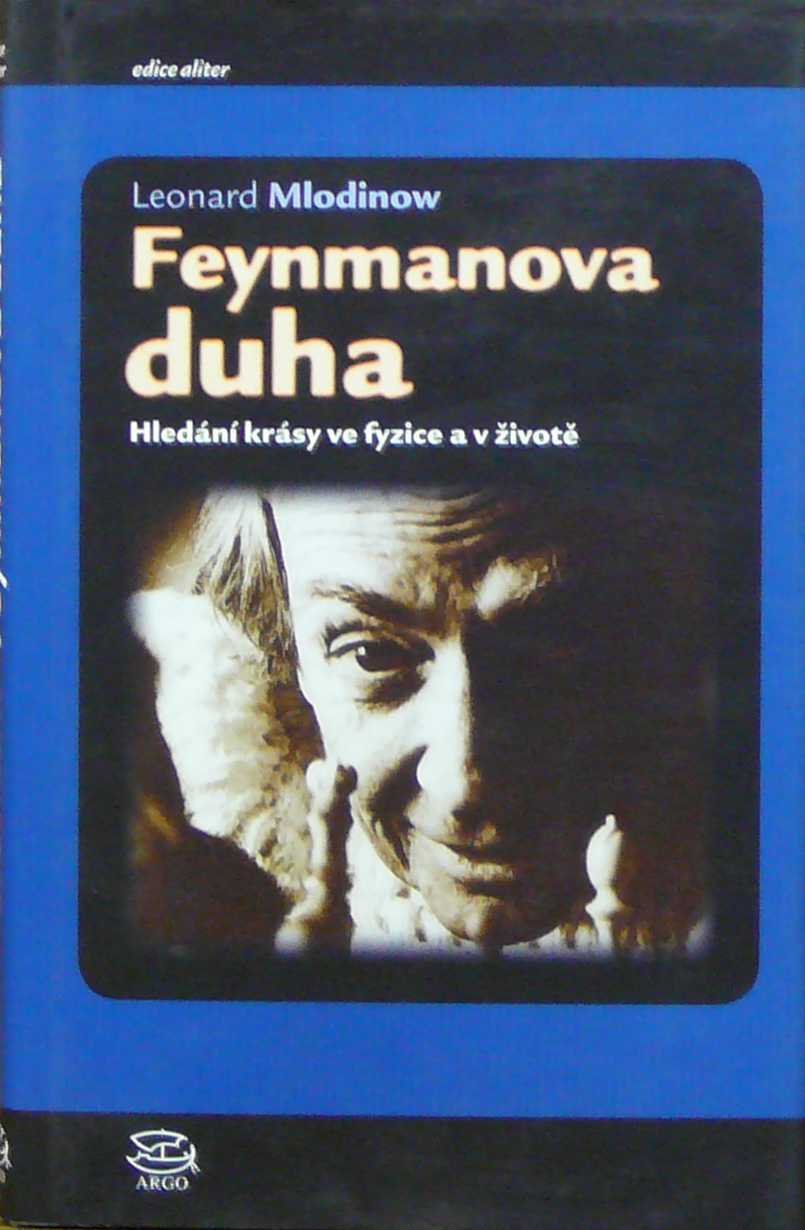 edice aliter
Leonard Mlodinow
Feynmanova
duha
Hledání krásy ve fyzice a v životě
ARGO